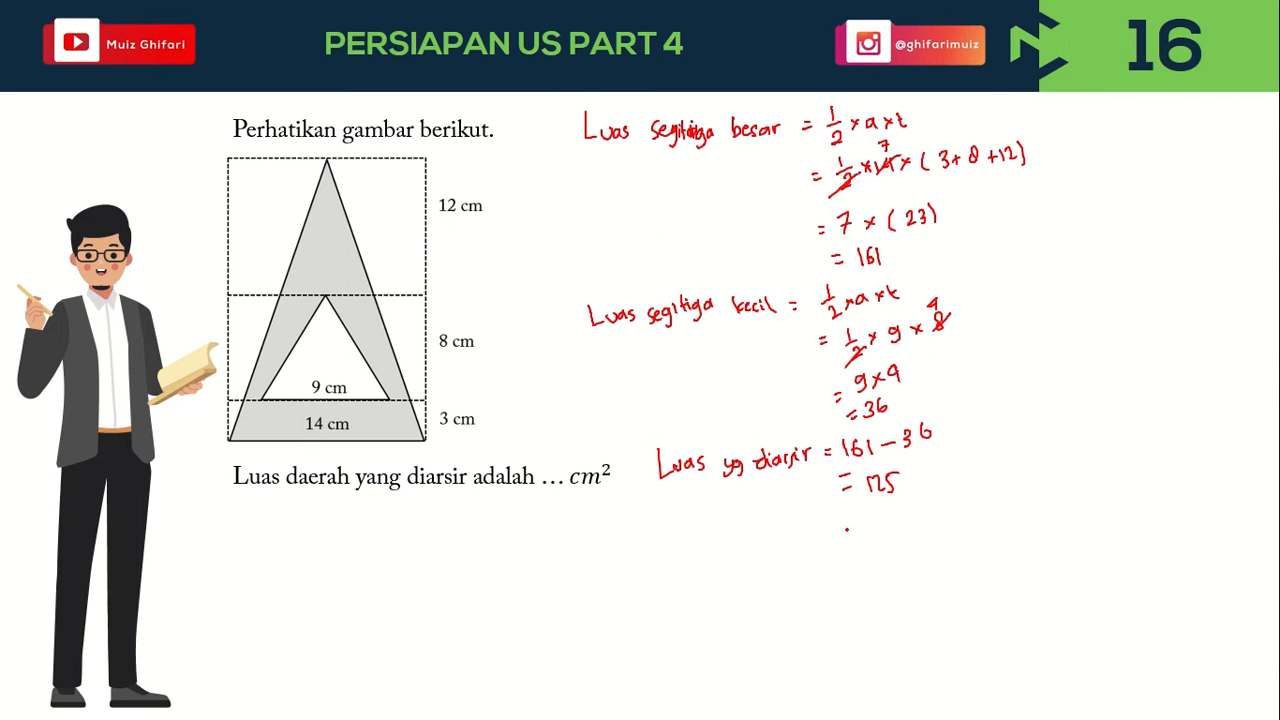 Muiz Ghifari
PERSIAPAN US PART 4
@ghifarimuiz
16
Perhatikan gambar berikut.
12 cm
8 cm
9 cm
14 cm
3 cm
Luas daerah yang diarsir adalah … cm²
Luas segitiga besar = 1/2 × a × t
= 1/2 × 14 × ( 3 + 8 + 12 )
7
= 7 × ( 23 )
= 161
Luas segitiga kecil = 1/2 × a × t
= 1/2 × 9 × 8
4
= 9 × 4
= 36
Luas yg diarsir = 161 − 36
= 125